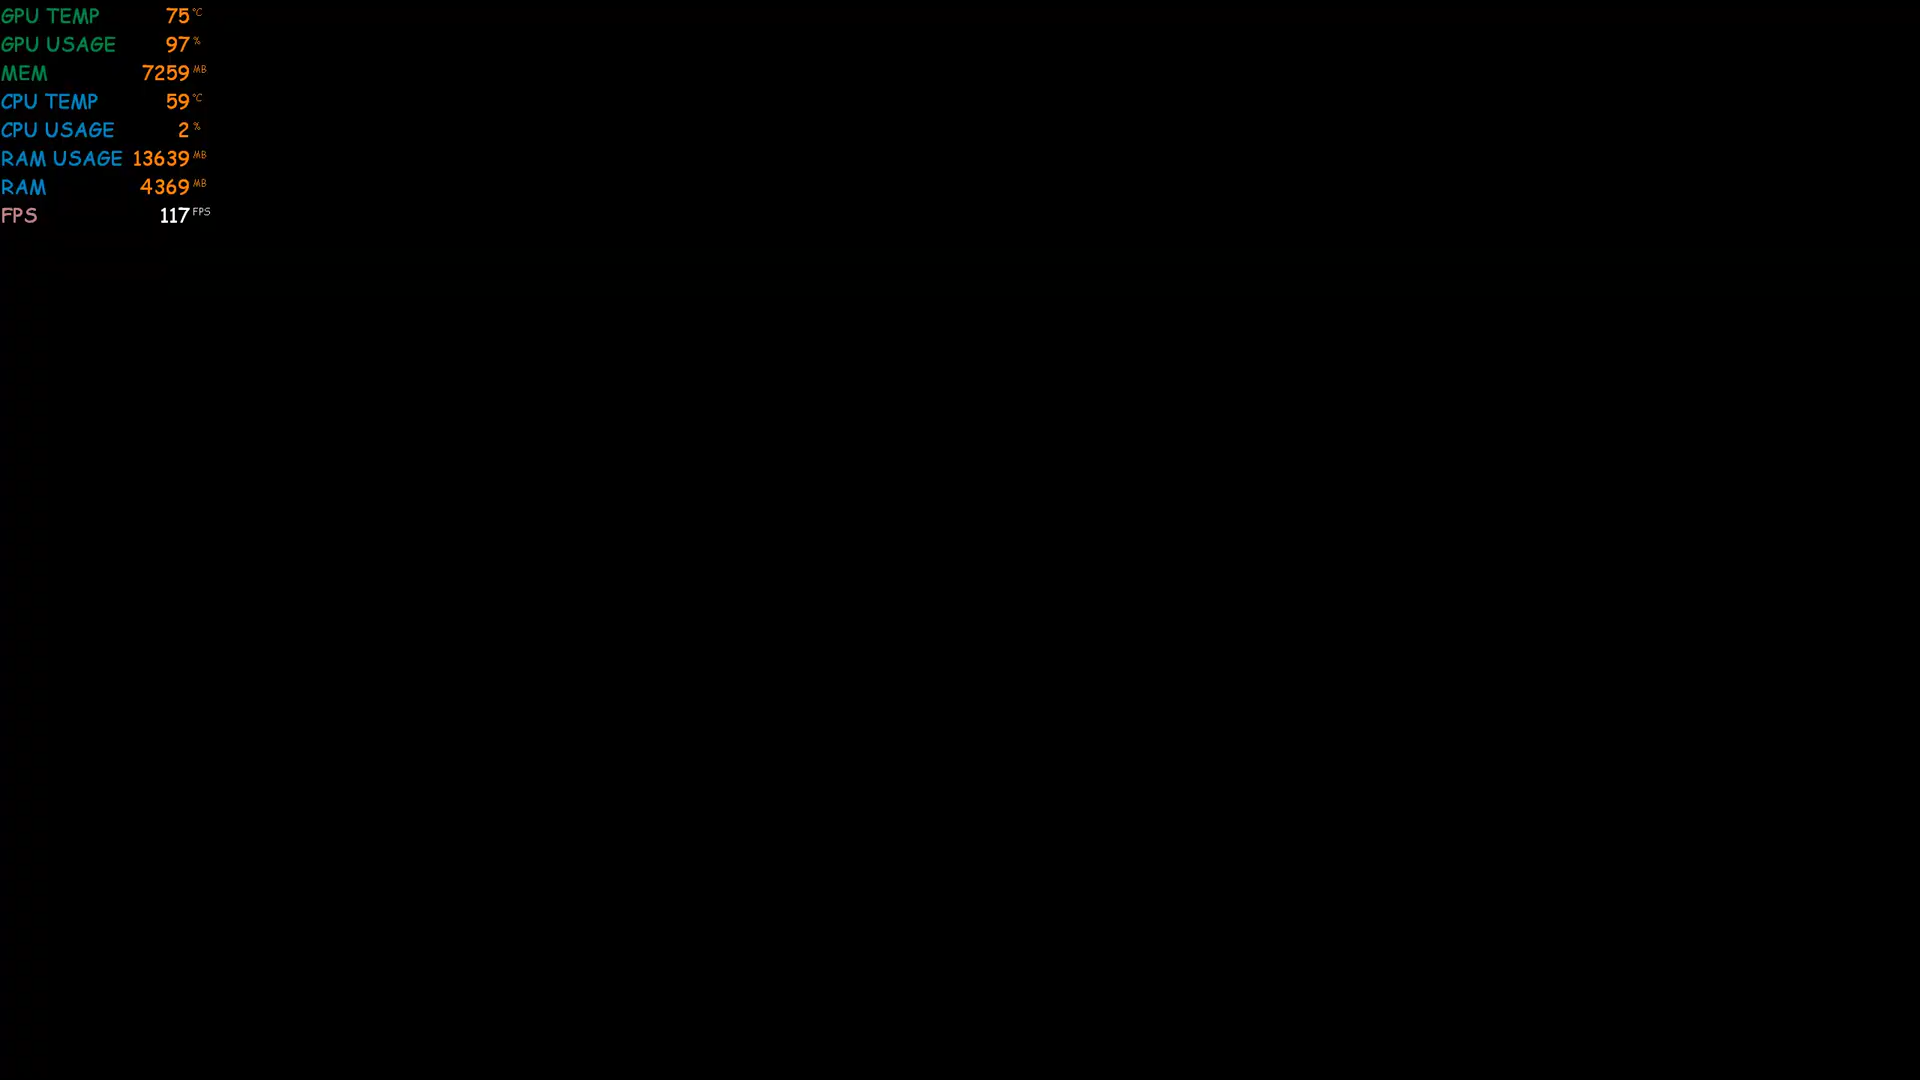 GPU TEMP 75 °C
GPU USAGE 97 %
MEM 7259 MB
CPU TEMP 59 °C
CPU USAGE 2 %
RAM USAGE 13639 MB
RAM 4369 MB
FPS 117 FPS